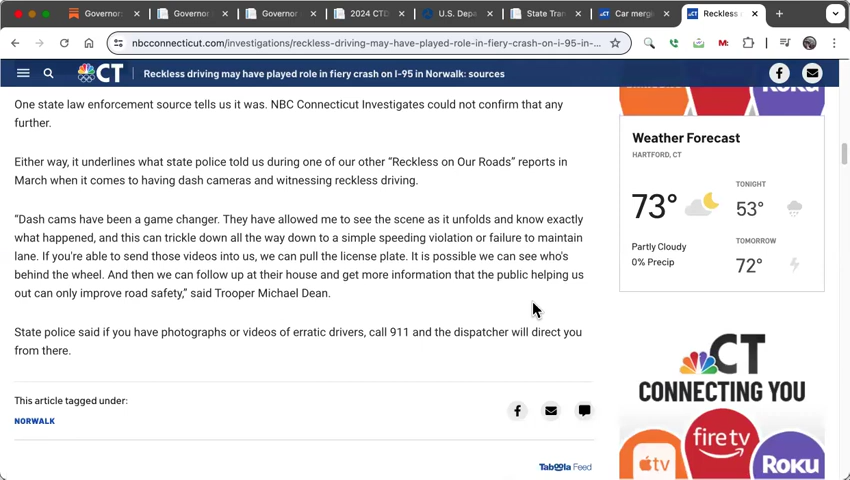 Governors
Governor
Governor
2024 CTD
U.S. Depa
State Tran
Car merg
Reckless
nbcconnecticut.com/investigations/reckless-driving-may-have-played-role-in-fiery-crash-on-i-95-in-...
CT
Reckless driving may have played role in fiery crash on I-95 in Norwalk: sources
One state law enforcement source tells us it was. NBC Connecticut Investigates could not confirm that any
further.
Either way, it underlines what state police told us during one of our other “Reckless on Our Roads” reports in
March when it comes to having dash cameras and witnessing reckless driving.
“Dash cams have been a game changer. They have allowed me to see the scene as it unfolds and know exactly
what happened, and this can trickle down all the way down to a simple speeding violation or failure to maintain
lane. If you're able to send those videos into us, we can pull the license plate. It is possible we can see who's
behind the wheel. And then we can follow up at their house and get more information that the public helping us
out can only improve road safety,” said Trooper Michael Dean.
State police said if you have photographs or videos of erratic drivers, call 911 and the dispatcher will direct you
from there.
This article tagged under:
NORWALK
Taboola Feed
Roku
Weather Forecast
HARTFORD, CT
73°
Partly Cloudy
0% Precip
TONIGHT
53°
TOMORROW
72°
CT
CONNECTING YOU
fire tv
tv
Roku